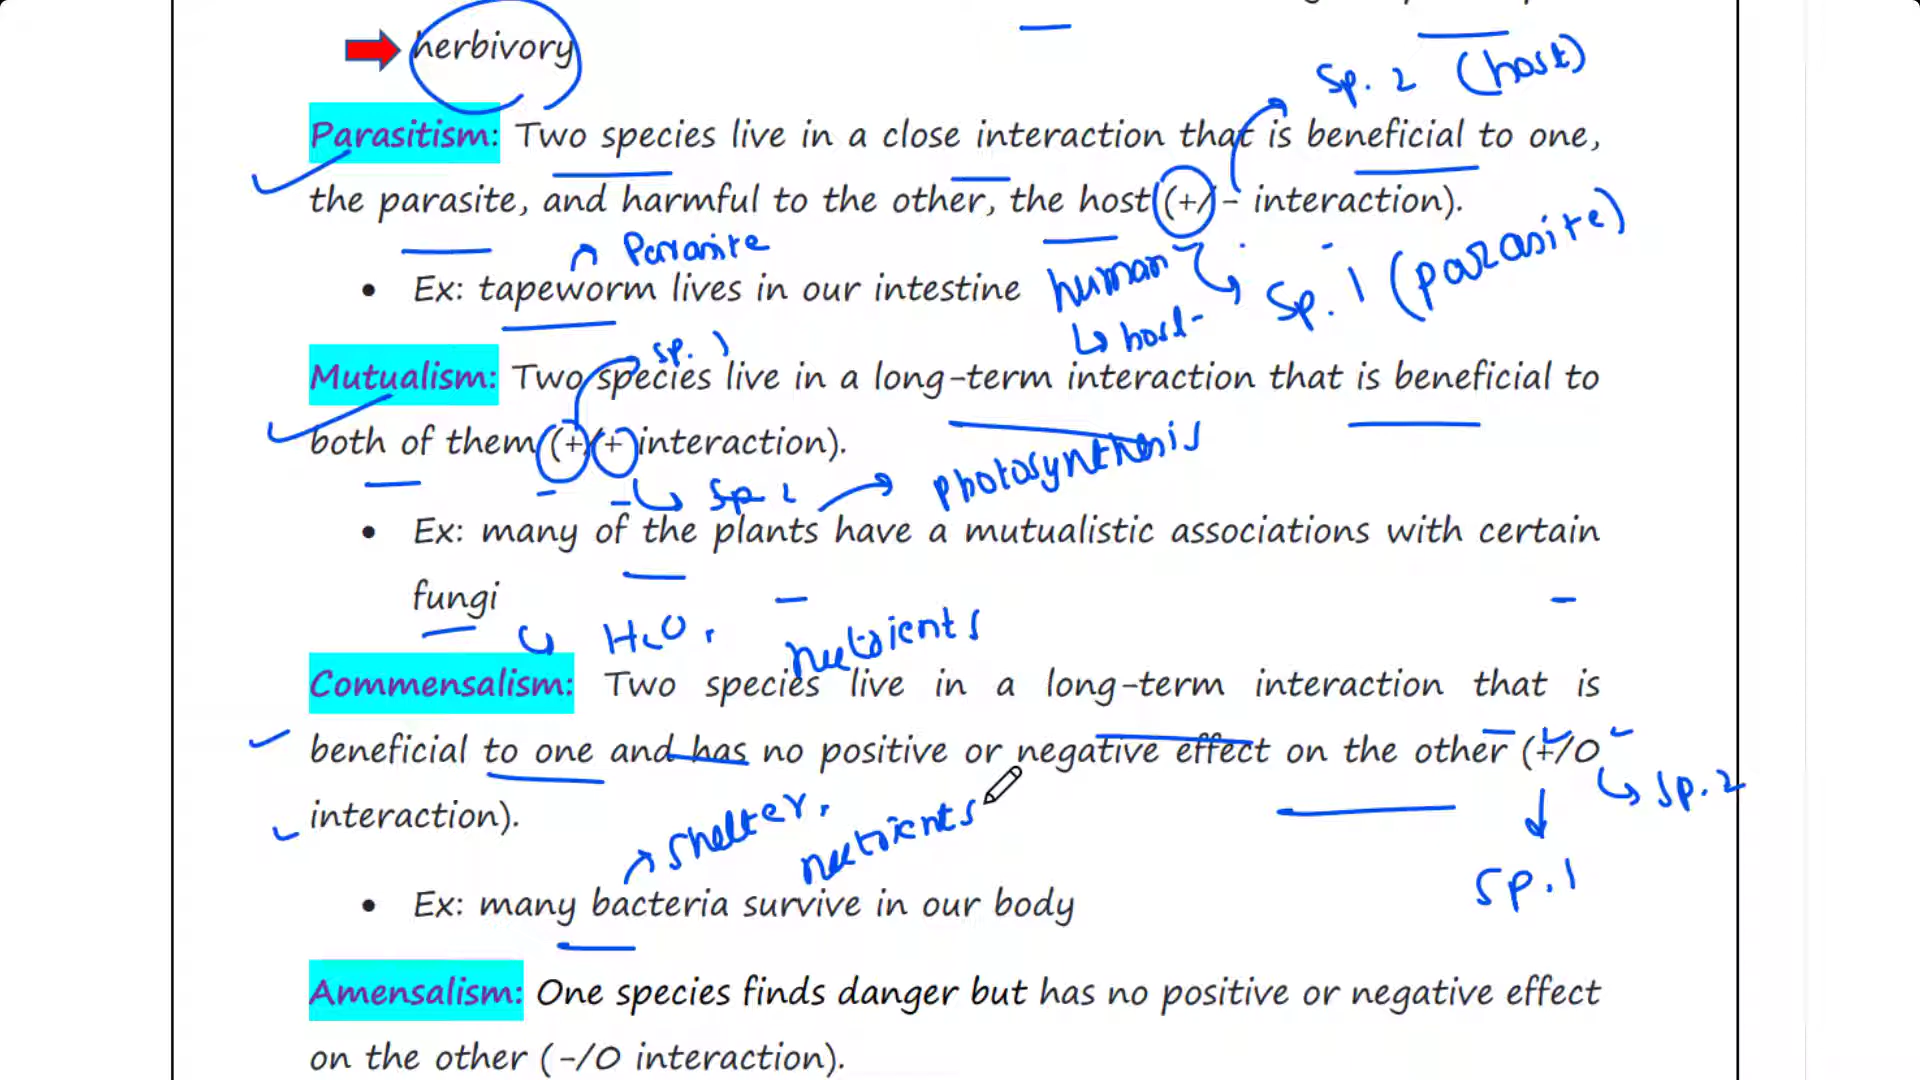 herbivory
Sp. 2 (host)
Parasitism: Two species live in a close interaction that is beneficial to one,
the parasite, and harmful to the other, the host (+/- interaction).
Parasite
human
Sp. 1 (parasite)
Ex: tapeworm lives in our intestine
host
Sp. 1
Mutualism: Two species live in a long-term interaction that is beneficial to
both of them (+/+ interaction).
photosynthesis
Sp 2
Ex: many of the plants have a mutualistic associations with certain
fungi
H2O, nutrients
Commensalism: Two species live in a long-term interaction that is
beneficial to one and has no positive or negative effect on the other (+/0
Sp. 2
interaction).
shelter,
nutrients
Sp. 1
Ex: many bacteria survive in our body
Amensalism: One species finds danger but has no positive or negative effect
on the other (-/0 interaction).